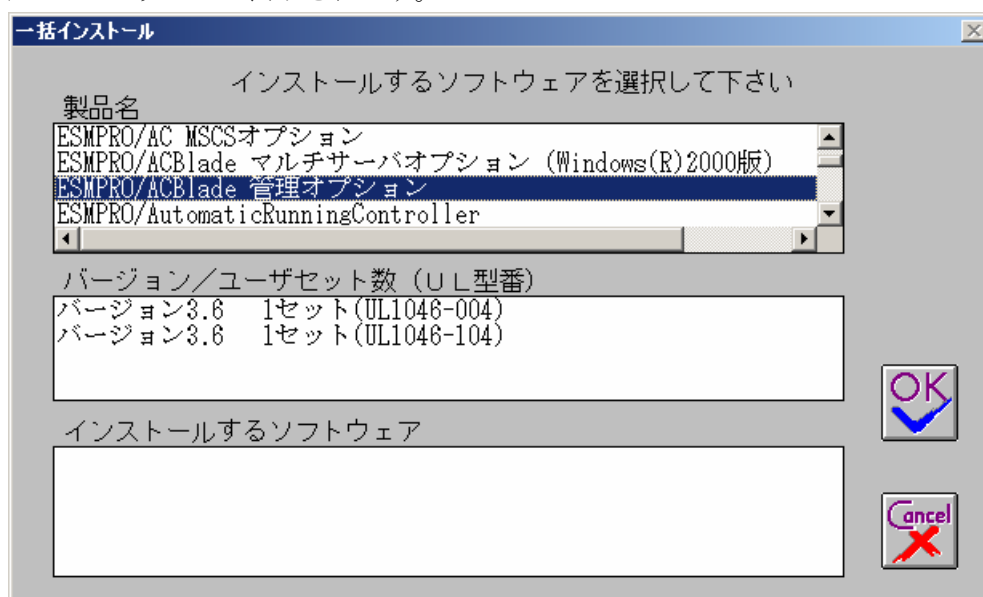 一括インストール
インストールするソフトウェアを選択して下さい
製品名
ESMPRO/AC MSCSオプション
ESMPRO/ACBlade マルチサーバオプション (Windows(R)2000版)
ESMPRO/ACBlade 管理オプション
ESMPRO/AutomaticRunningController
バージョン／ユーザセット数（ＵＬ型番）
バージョン3.6 1セット(UL1046-004)
バージョン3.6 1セット(UL1046-104)
OK
インストールするソフトウェア
Cancel